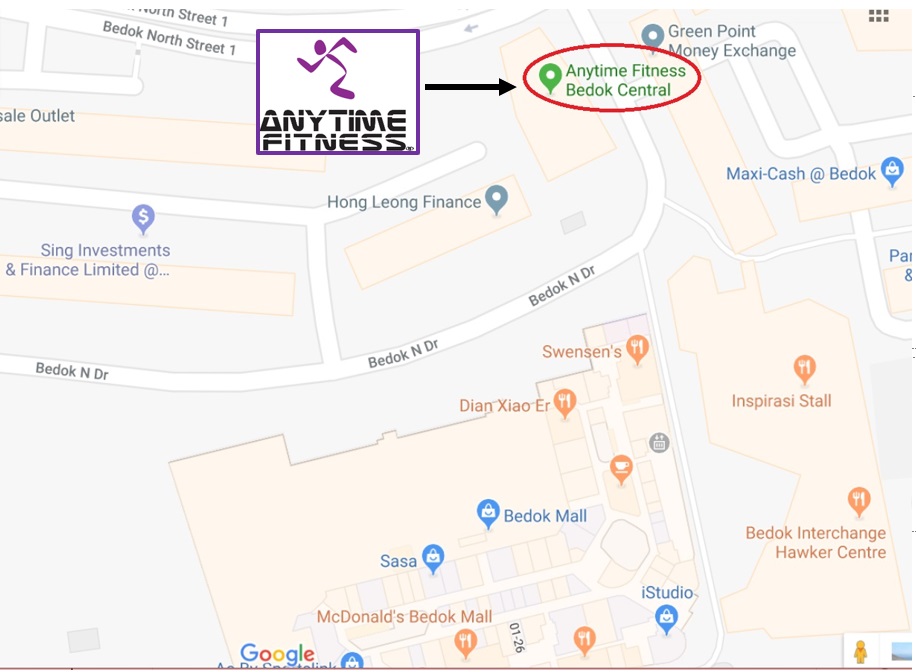 North Street 1
Bedok North Street 1
Green Point
Money Exchange
Anytime Fitness
Bedok Central
ANYTIME
FITNESS
sale Outlet
Maxi-Cash @ Bedok
Hong Leong Finance
Sing Investments
& Finance Limited @...
Par
&
Bedok N Dr
Bedok N Dr
Bedok N Dr
Swensen's
Inspirasi Stall
Dian Xiao Er
Bedok Mall
Bedok Interchange
Hawker Centre
Sasa
iStudio
McDonald's Bedok Mall
01-26
Google